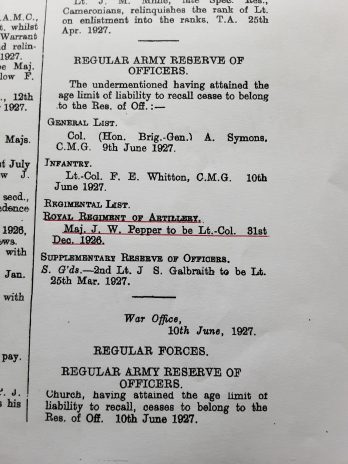 A.M.C.,
t. whilst
Warrant
d relin-
1927.
be Maj.
low F.
., 12th
1927.
Majs.
t July
w J.
seed.,
edence
1926,
ws.
with
Jan.
with
pay.
T. J.
s his
Lt. J. M. Milne, late Spec. Res.,
Cameronians, relinquishes the rank of Lt.
on enlistment into the ranks, T.A. 25th
Apr. 1927.
REGULAR ARMY RESERVE OF
OFFICERS.
The undermentioned having attained the
age limit of liability to recall cease to belong
to the Res. of Off. :—
GENERAL LIST.
Col. (Hon. Brig.-Gen.) A. Symons,
C.M.G. 9th June 1927.
INFANTRY.
Lt.-Col. F. E. Whitton, C.M.G. 10th
June 1927.
REGIMENTAL LIST.
ROYAL REGIMENT OF ARTILLERY.
Maj. J. W. Pepper to be Lt.-Col. 31st
Dec. 1926.
SUPPLEMENTARY RESERVE OF OFFICERS.
S. G'ds.—2nd Lt. J S. Galbraith to be Lt.
25th Mar. 1927.
War Office,
10th June, 1927.
REGULAR FORCES.
REGULAR ARMY RESERVE OF
OFFICERS.
Church, having attained the age limit of
liability to recall, ceases to belong to the
Res. of Off. 10th June 1927.